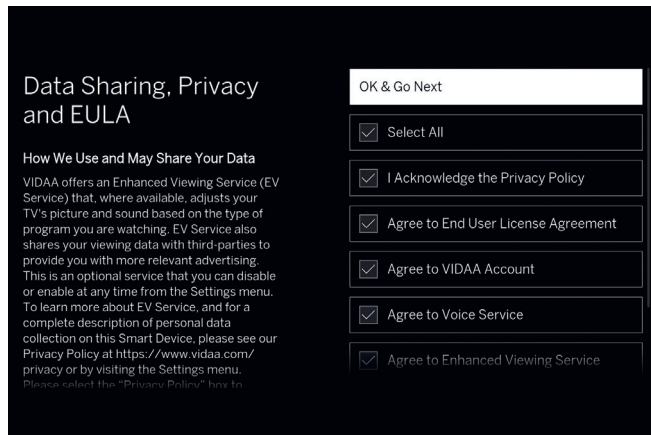 Data Sharing, Privacy
and EULA
How We Use and May Share Your Data
VIDAA offers an Enhanced Viewing Service (EV
Service) that, where available, adjusts your
TV's picture and sound based on the type of
program you are watching. EV Service also
shares your viewing data with third-parties to
provide you with more relevant advertising.
This is an optional service that you can disable
or enable at any time from the Settings menu.
To learn more about EV Service, and for a
complete description of personal data
collection on this Smart Device, please see our
Privacy Policy at https://www.vidaa.com/
privacy or by visiting the Settings menu.
Please select the "Privacy Policy" box to
OK & Go Next
Select All
I Acknowledge the Privacy Policy
Agree to End User License Agreement
Agree to VIDAA Account
Agree to Voice Service
Agree to Enhanced Viewing Service